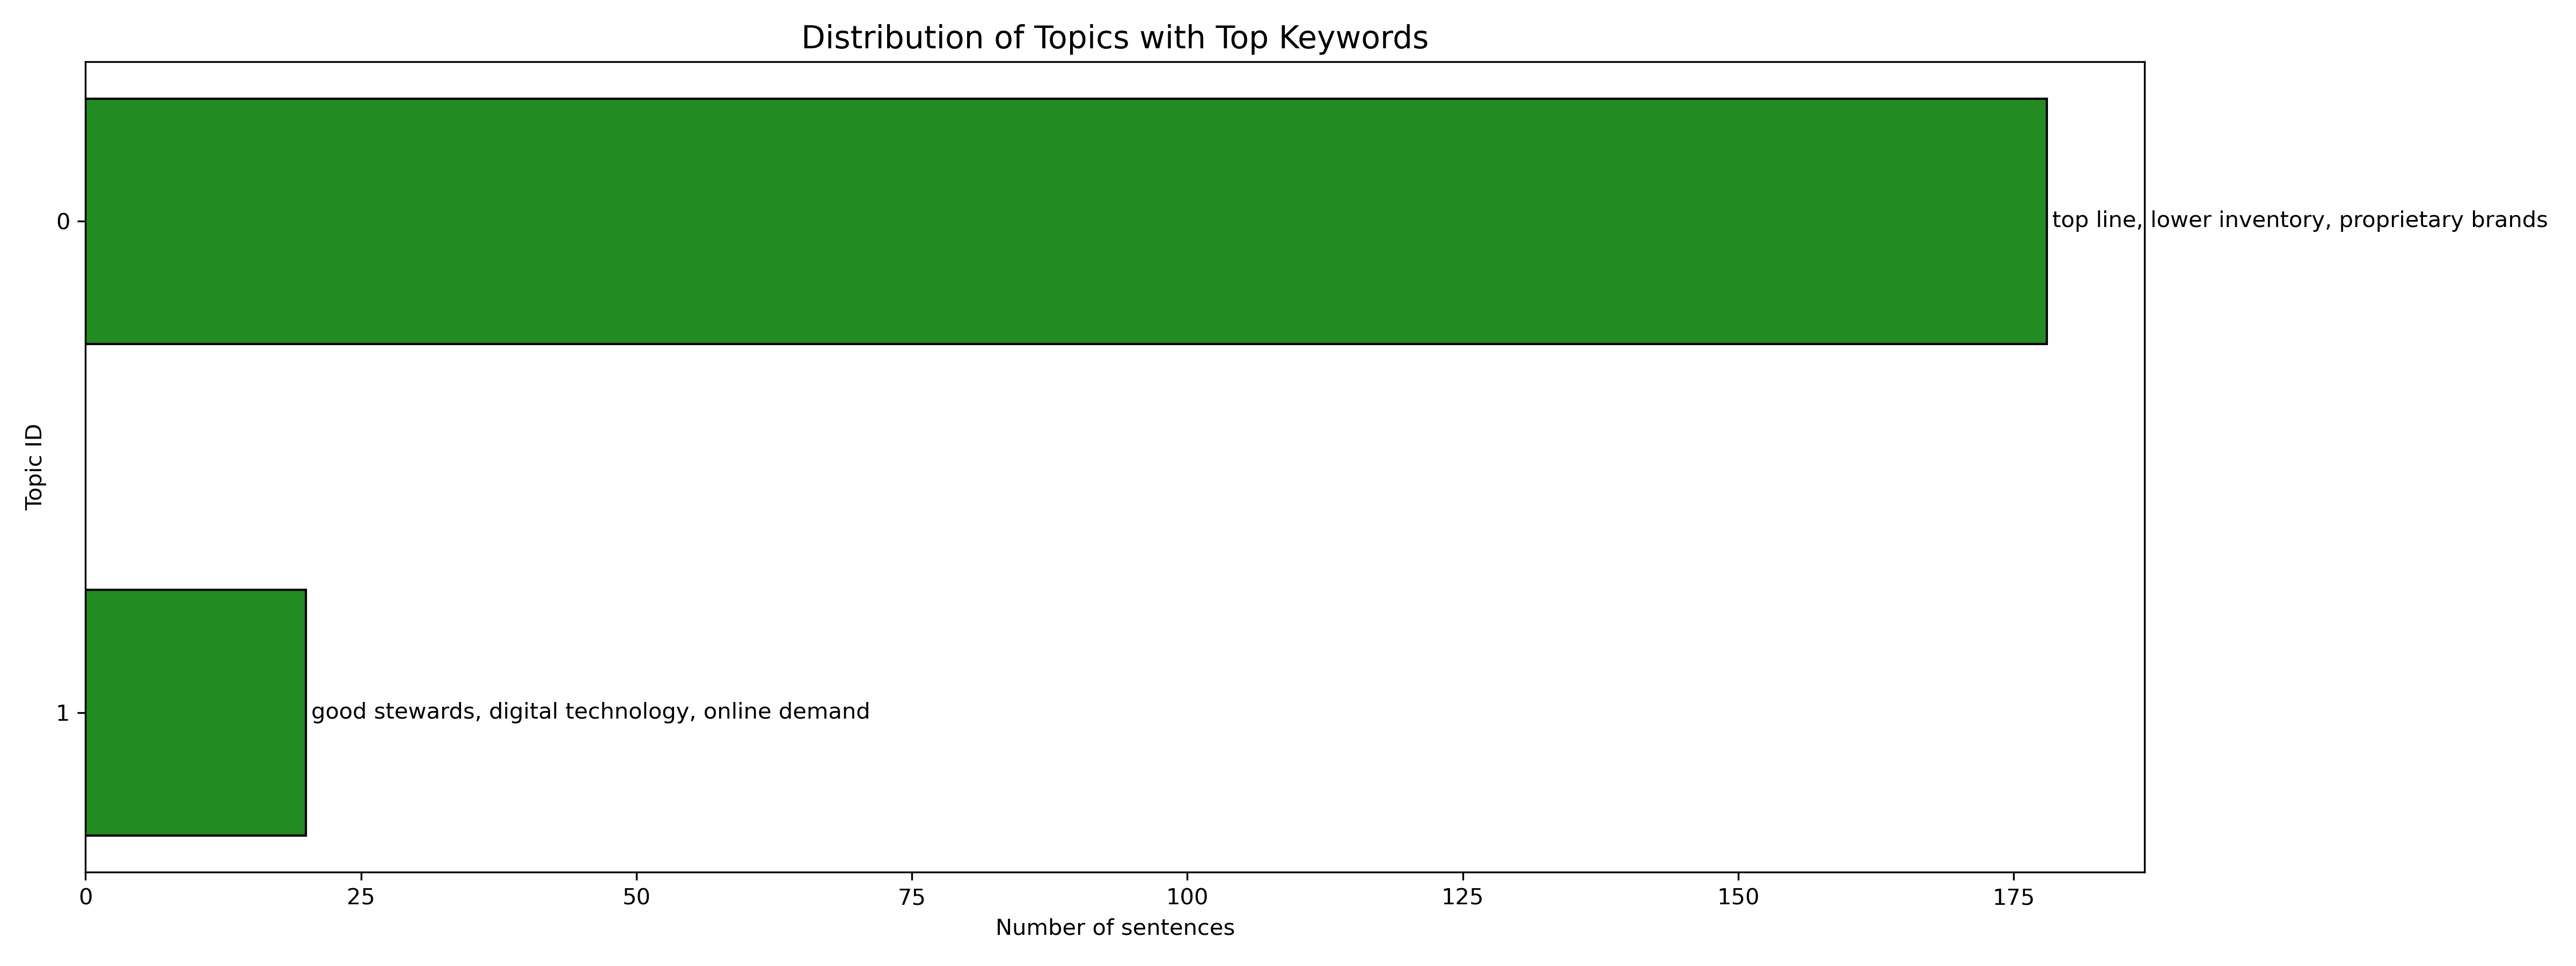 Distribution of Topics with Top Keywords
0
top line, lower inventory, proprietary brands
Topic ID
1
good stewards, digital technology, online demand
0 25 50 75 100 125 150 175
Number of sentences